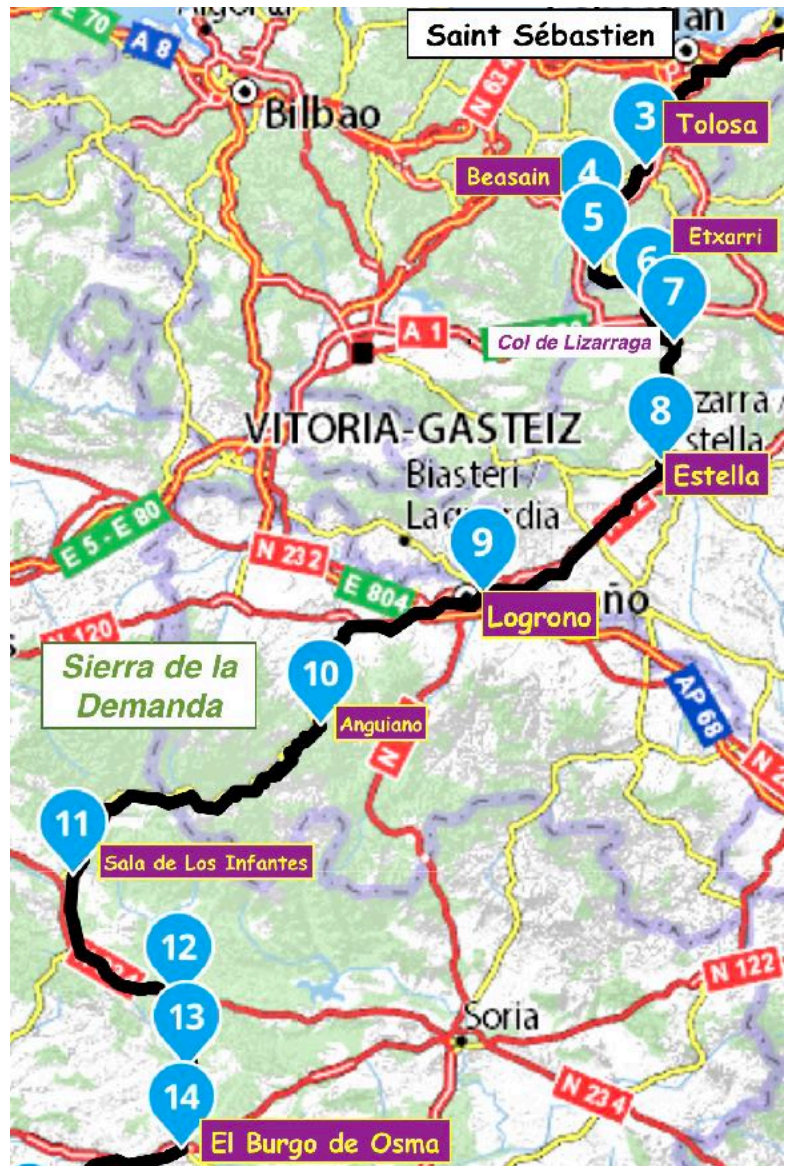 E 70
A 8
Saint Sébastien
N 634
Bilbao
3
Tolosa
Beasain
4
5
Etxarri
6
7
A 1
Col de Lizarraga
8
VITORIA-GASTEIZ
Biasteri /
Estella
9
E 5 - E 80
N 232
E 804
Logrono
N 120
Sierra de la
Demanda
10
Anguiano
AP 68
N
N 2
11
Sala de Los Infantes
12
N 122
13
Soria
14
N 234
El Burgo de Osma